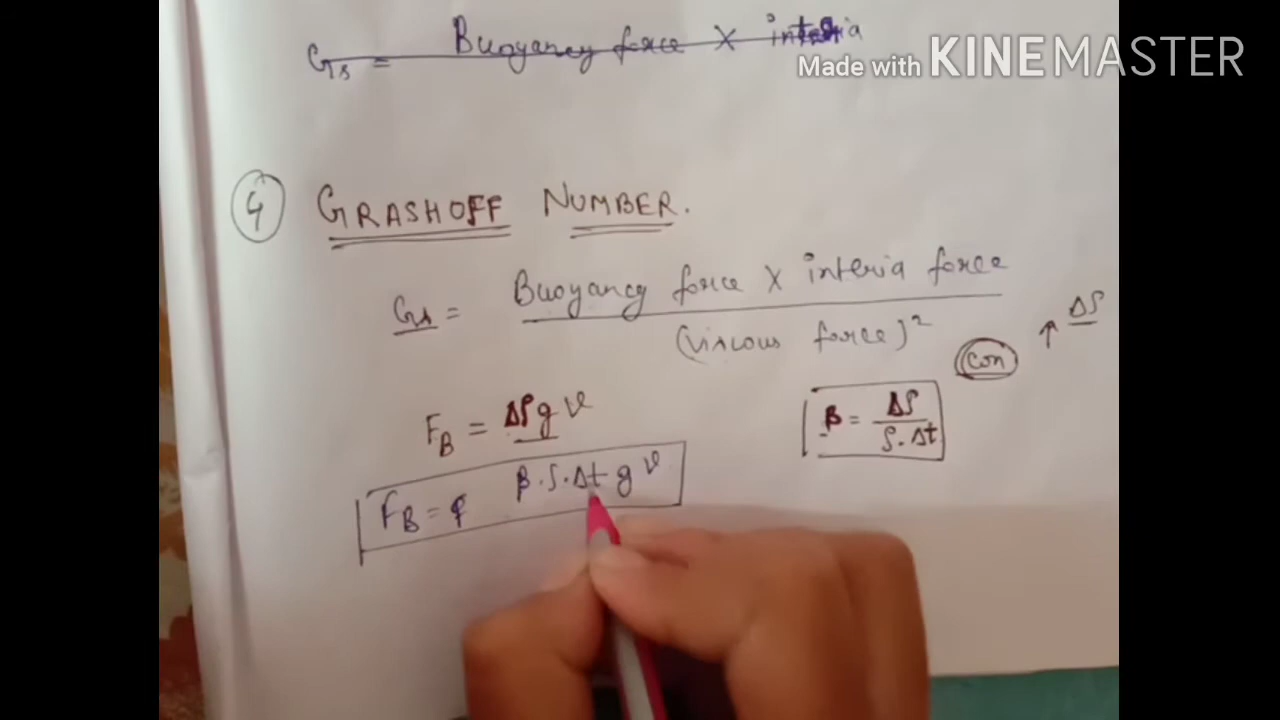 Gr = Buoyancy force X interia
Made with KINEMASTER
4 GRASHOFF NUMBER.
Gr = Buoyancy force X interia force
(viscous force)²
con ↑ Δρ
F_B = Δρ g V
β = Δρ / ρ.Δt
F_B = β.ρ.Δt g V